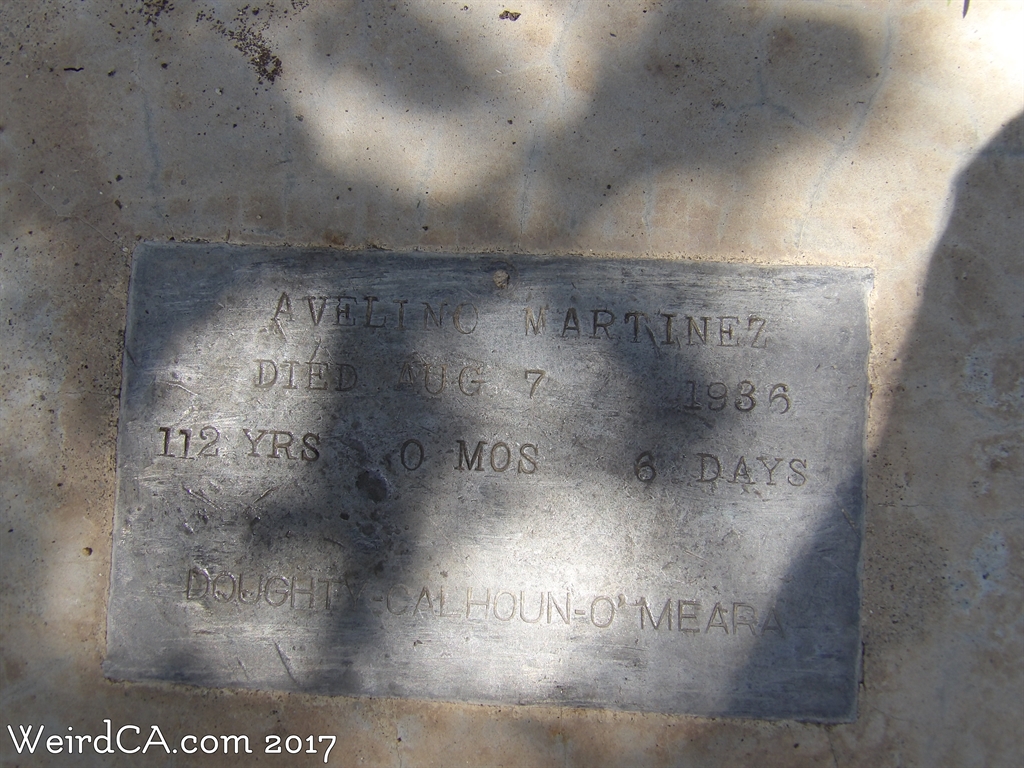 AVELINO MARTINEZ
DIED AUG 7 1936
112 YRS 0 MOS 6 DAYS
DOUGHTY-CALHOUN-O'MEARA
WeirdCA.com 2017